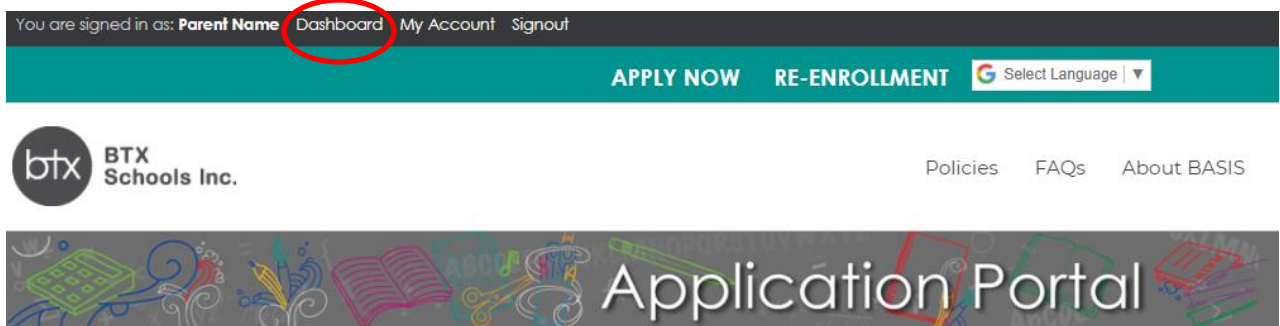 You are signed in as: Parent Name Dashboard My Account Signout
APPLY NOW RE-ENROLLMENT G Select Language ▼
btx BTX
Schools Inc.
Policies FAQs About BASIS
Application Portal